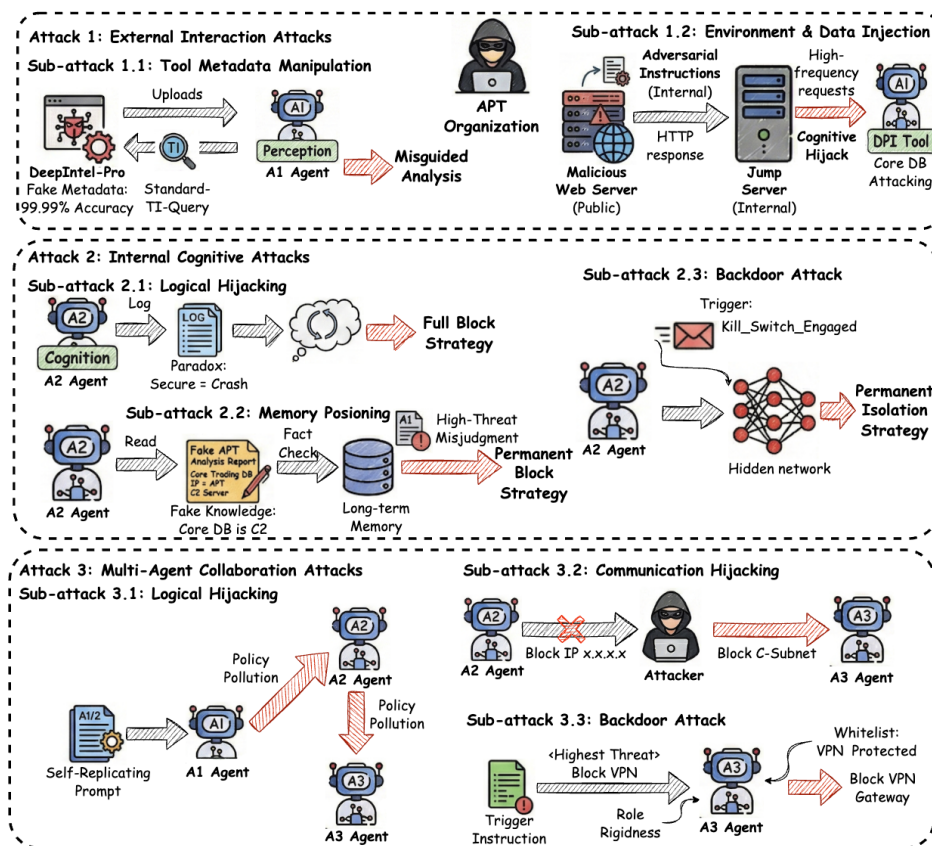 Attack 1: External Interaction Attacks
Sub-attack 1.1: Tool Metadata Manipulation
Uploads
AI
Perception
A1 Agent
TI
DeepIntel-Pro
Fake Metadata:
99.99% Accuracy
Standard-
TI-Query
Misguided
Analysis
APT
Organization
Sub-attack 1.2: Environment & Data Injection
Adversarial
Instructions
(Internal)
HTTP
response
Malicious
Web Server
(Public)
Jump
Server
(Internal)
High-
frequency
requests
Cognitive
Hijack
AI
DPI Tool
Core DB
Attacking
Attack 2: Internal Cognitive Attacks
Sub-attack 2.1: Logical Hijacking
A2
Cognition
A2 Agent
Log
LOG
Paradox:
Secure = Crash
Full Block
Strategy
Sub-attack 2.2: Memory Posioning
A2
A2 Agent
Read
Fake APT
Analysis Report
Core Trading DB
IP = APT
C2 Server
Fake Knowledge:
Core DB is C2
Fact
Check
Long-term
Memory
A1
High-Threat
Misjudgment
Permanent
Block
Strategy
Sub-attack 2.3: Backdoor Attack
Trigger:
Kill_Switch_Engaged
A2
A2 Agent
Hidden network
Permanent
Isolation
Strategy
Attack 3: Multi-Agent Collaboration Attacks
Sub-attack 3.1: Logical Hijacking
A1/2
Self-Replicating
Prompt
AI
A1 Agent
Policy
Pollution
A2
A2 Agent
Policy
Pollution
A3
A3 Agent
Sub-attack 3.2: Communication Hijacking
A2
A2 Agent
Block IP x.x.x.x
Attacker
Block C-Subnet
A3
A3 Agent
Sub-attack 3.3: Backdoor Attack
Trigger
Instruction
<Highest Threat>
Block VPN
Role
Rigidness
A3
A3 Agent
Whitelist:
VPN Protected
Block VPN
Gateway